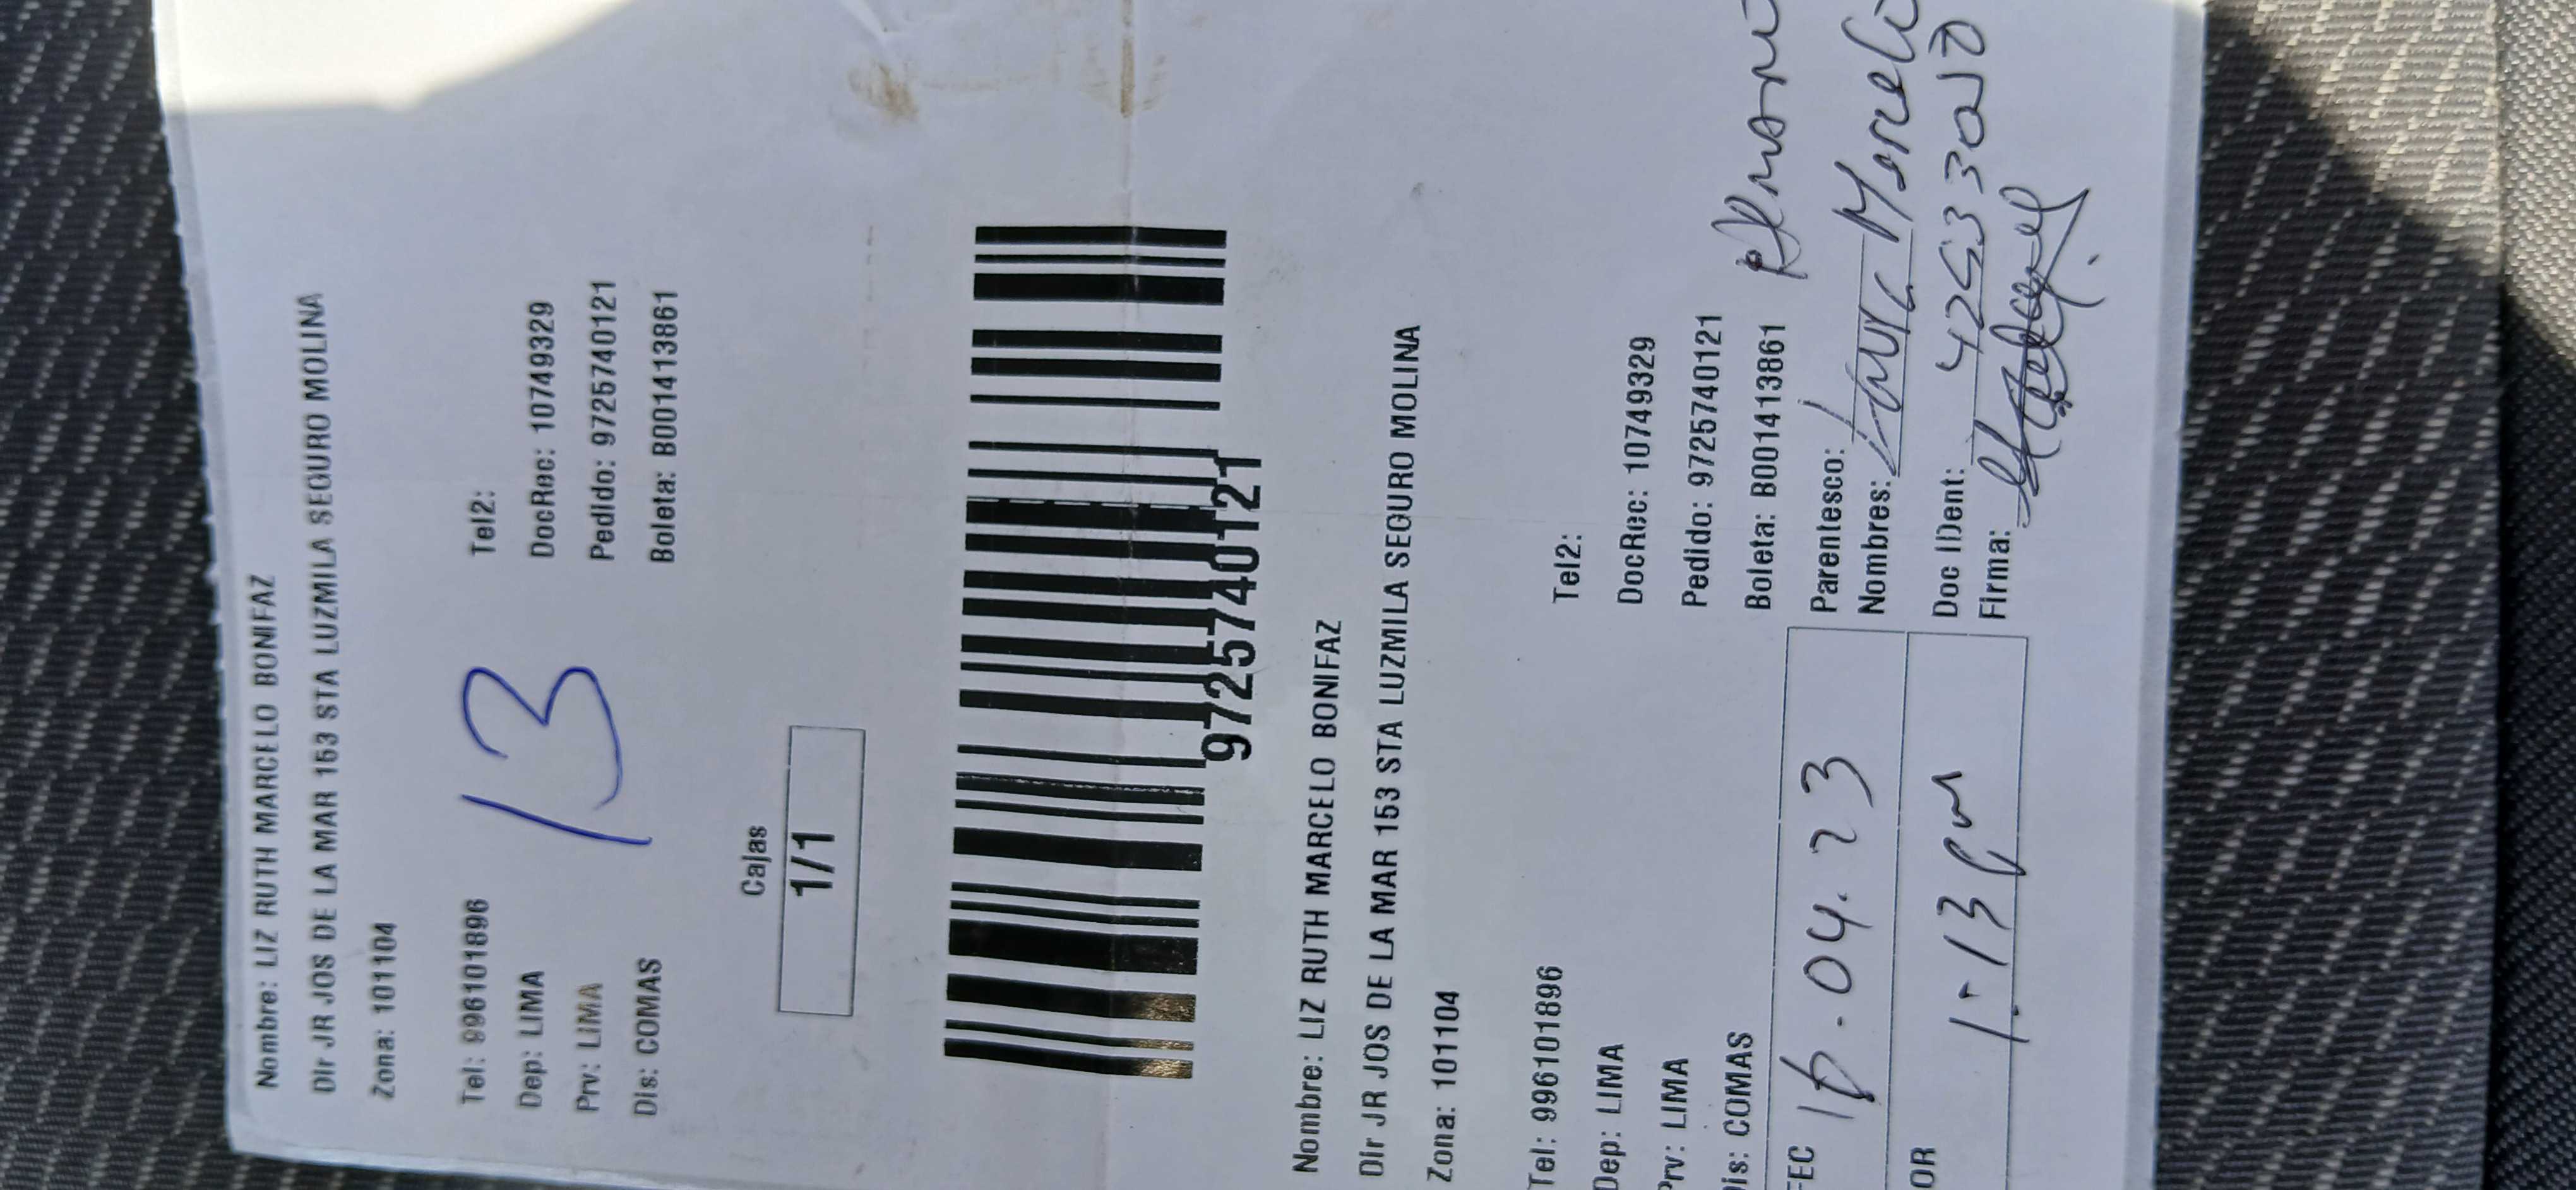 Nombre: LIZ RUTH MARCELO BONIFAZ
Dir JR JOS DE LA MAR 153 STA LUZMILA SEGURO MOLINA
Zona: 101104
Tel: 996101896 Tel2:
Dep: LIMA DocRec: 10749329
Prv: LIMA Pedido: 9725740121
Dis: COMAS Boleta: B001413861
13
Cajas
1/1
9725740121
Nombre: LIZ RUTH MARCELO BONIFAZ
Dir JR JOS DE LA MAR 153 STA LUZMILA SEGURO MOLINA
Zona: 101104
Tel: 996101896 Tel2:
Dep: LIMA DocRec: 10749329
Prv: LIMA Pedido: 9725740121
Dis: COMAS Boleta: B001413861
FEC .04.23 Parentesco:
Nombres:
OR 1:13 pm Doc IDent:
Firma: